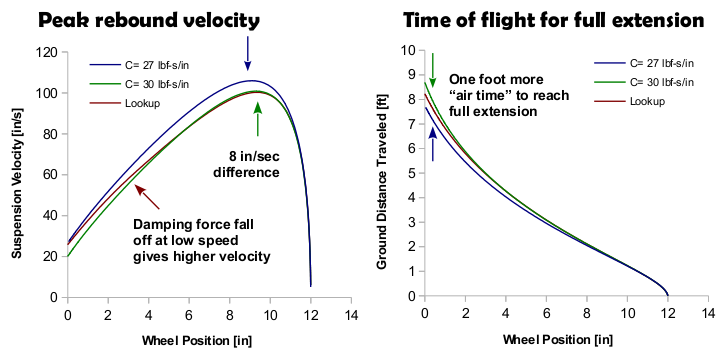 Peak rebound velocity
120
100
80
60
40
20
0
Suspension Velocity [in/s]
C= 27 lbf-s/in
C= 30 lbf-s/in
Lookup
8 in/sec
difference
Damping force fall
off at low speed
gives higher velocity
0 2 4 6 8 10 12 14
Wheel Position [in]
Time of flight for full extension
10
9
8
7
6
5
4
3
2
1
0
Ground Distance Traveled [ft]
C= 27 lbf-s/in
C= 30 lbf-s/in
Lookup
One foot more
“air time” to reach
full extension
0 2 4 6 8 10 12 14
Wheel Position [in]